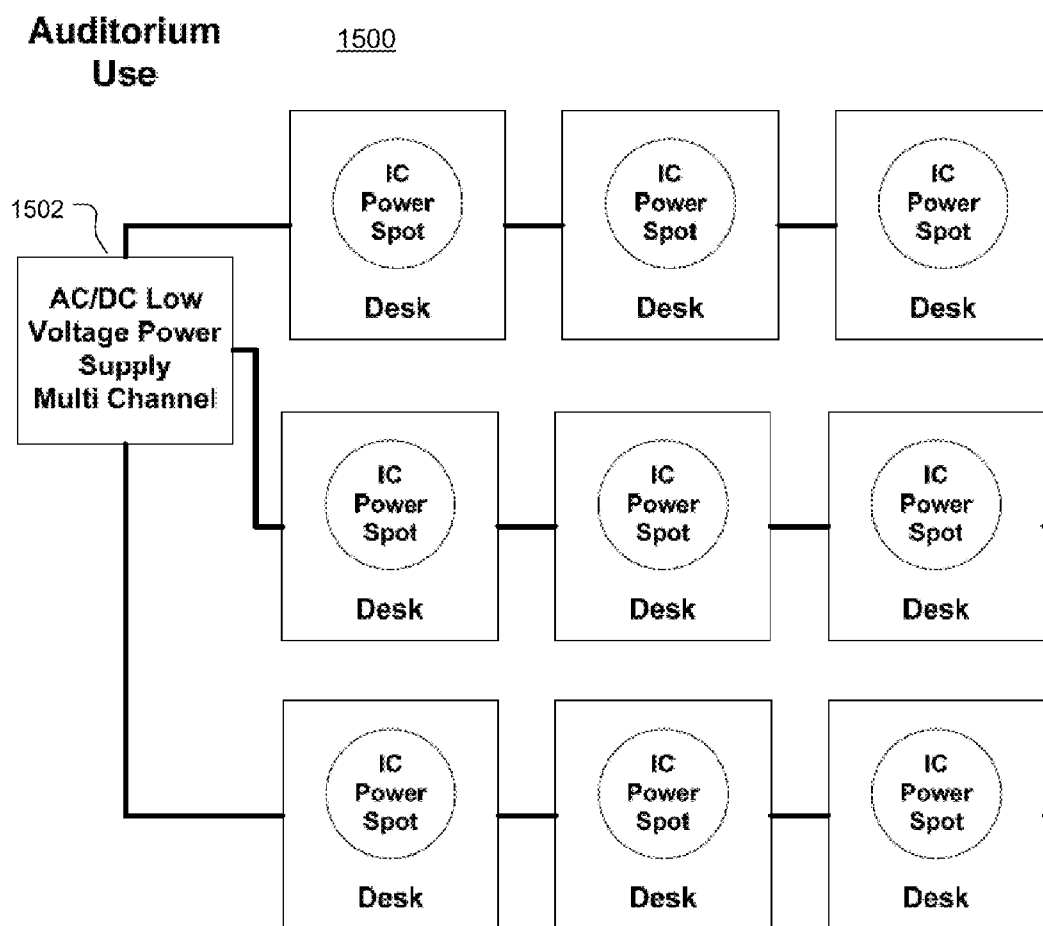 Auditorium
Use
1500
1502
AC/DC Low
Voltage Power
Supply
Multi Channel
IC
Power
Spot
Desk
IC
Power
Spot
Desk
IC
Power
Spot
Desk
IC
Power
Spot
Desk
IC
Power
Spot
Desk
IC
Power
Spot
Desk
IC
Power
Spot
Desk
IC
Power
Spot
Desk
IC
Power
Spot
Desk